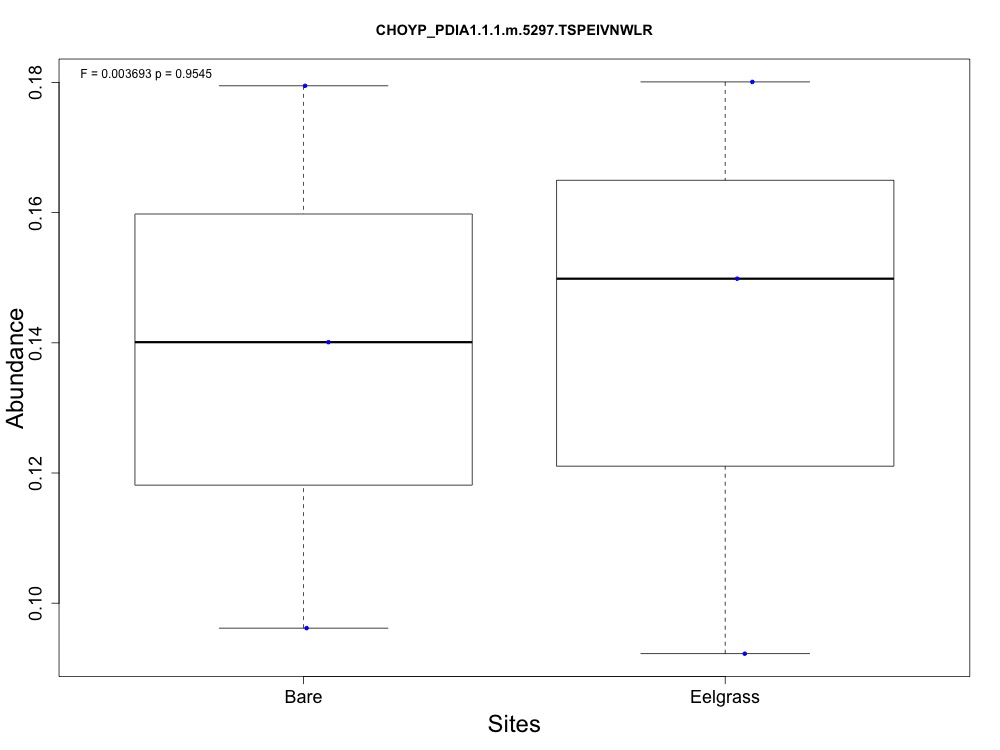 CHOYP_PDIA1.1.1.m.5297.TSPEIVNWLR
F = 0.003693 p = 0.9545
Abundance
0.18
0.16
0.14
0.12
0.10
Bare
Eelgrass
Sites